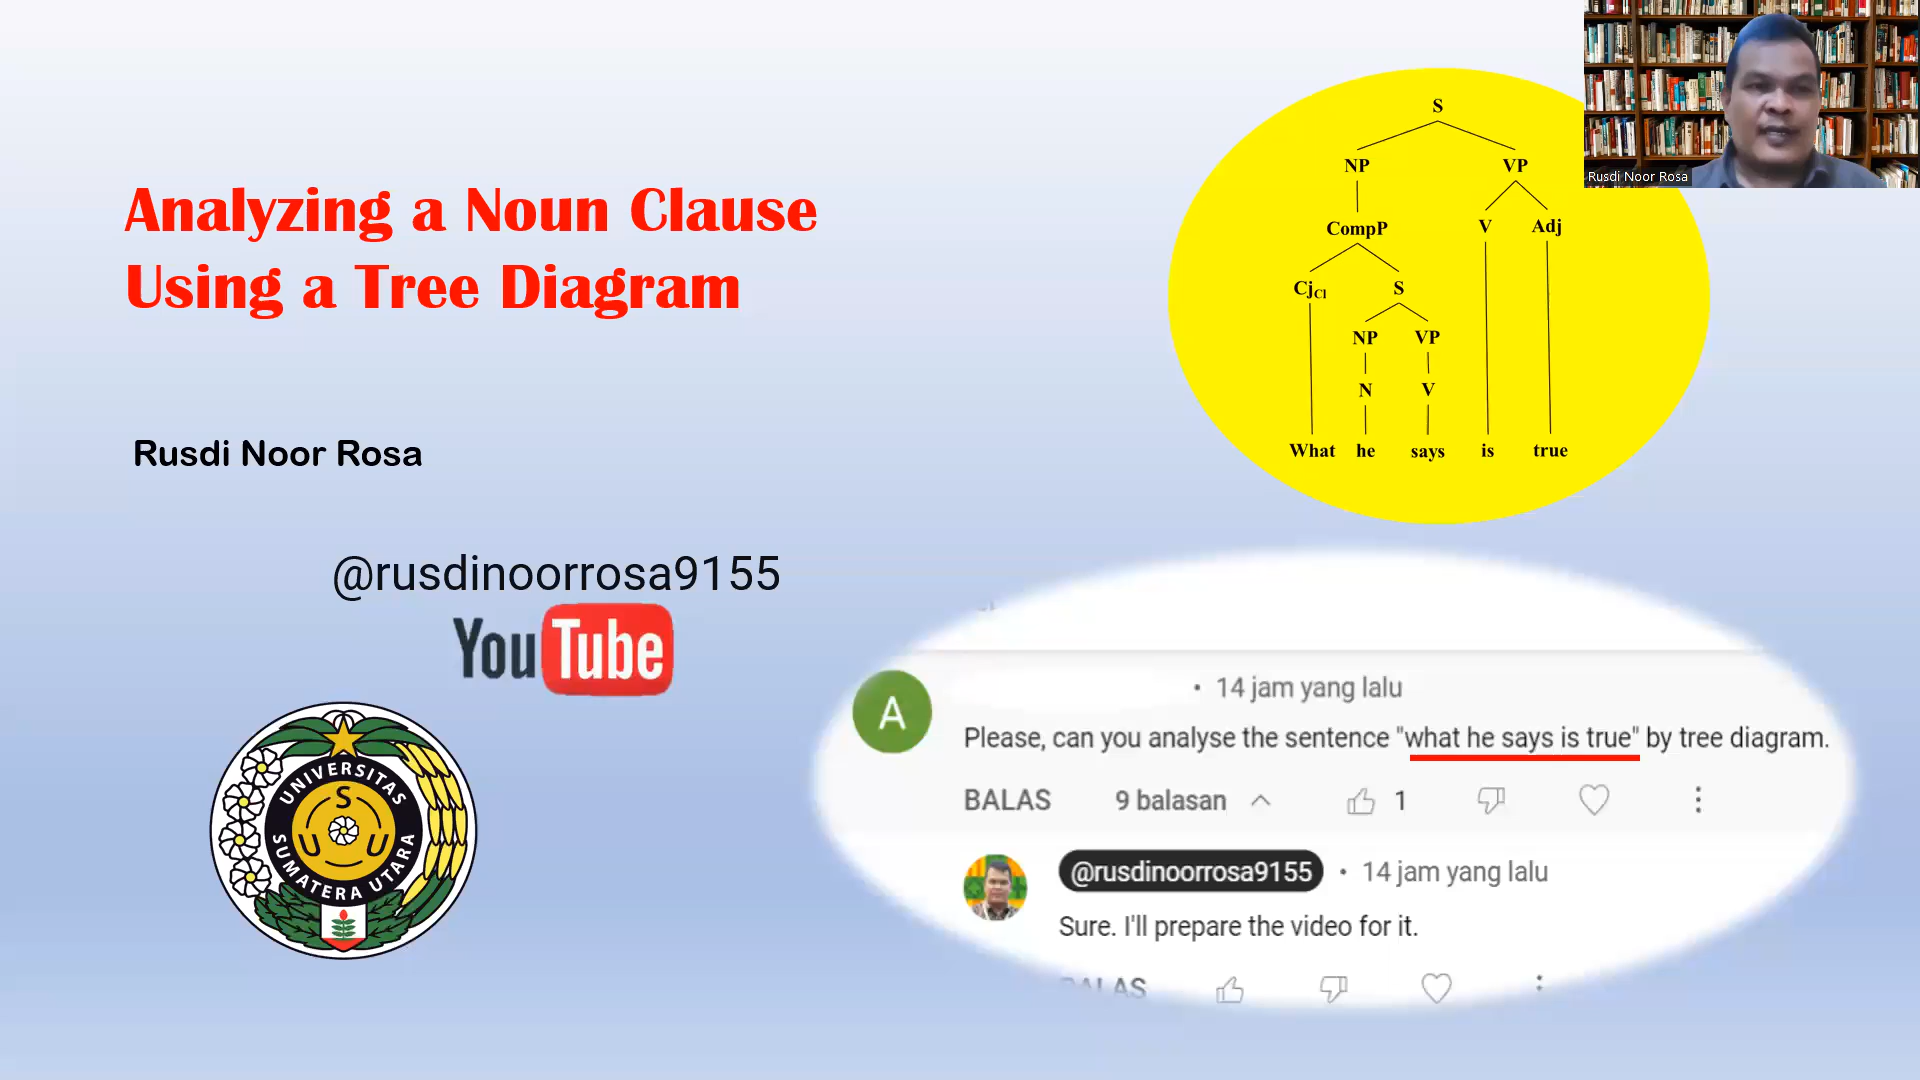 Analyzing a Noun Clause
Using a Tree Diagram
Rusdi Noor Rosa
@rusdinoorrosa9155
YouTube
UNIVERSITAS
SUMATERA UTARA
U S U
S
NP VP
CompP V Adj
CjCl S
NP VP
N V
What he says is true
Rusdi Noor Rosa
A
• 14 jam yang lalu
Please, can you analyse the sentence "what he says is true" by tree diagram.
BALAS 9 balasan 1
@rusdinoorrosa9155 • 14 jam yang lalu
Sure. I'll prepare the video for it.
BALAS